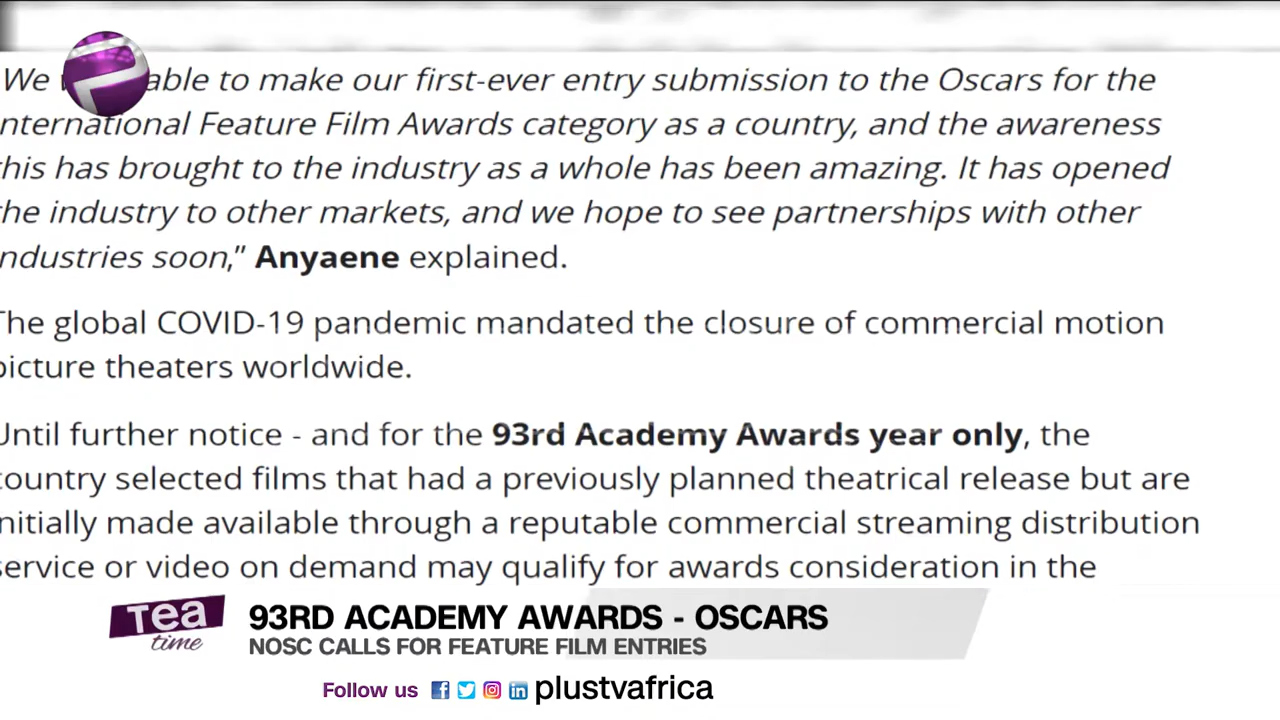 We able to make our first-ever entry submission to the Oscars for the
nternational Feature Film Awards category as a country, and the awareness
this has brought to the industry as a whole has been amazing. It has opened
the industry to other markets, and we hope to see partnerships with other
ndustries soon,” Anyaene explained.
The global COVID-19 pandemic mandated the closure of commercial motion
picture theaters worldwide.
Until further notice - and for the 93rd Academy Awards year only, the
country selected films that had a previously planned theatrical release but are
nitially made available through a reputable commercial streaming distribution
service or video on demand may qualify for awards consideration in the
Tea
time
93RD ACADEMY AWARDS - OSCARS
NOSC CALLS FOR FEATURE FILM ENTRIES
Follow us plustvafrica